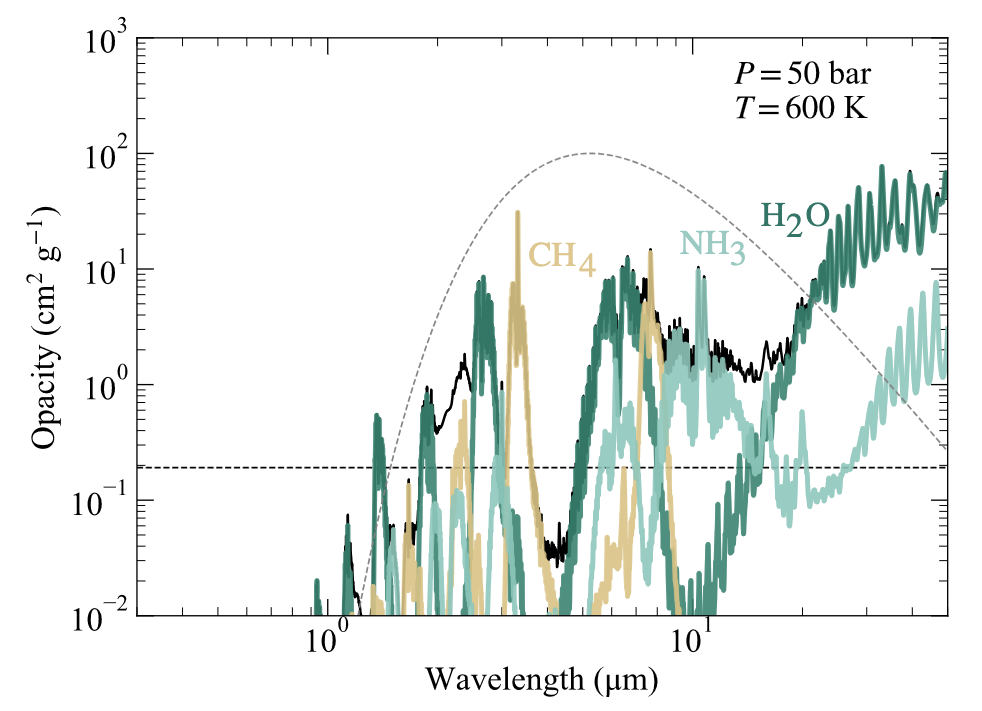 10³
P = 50 bar
T = 600 K
10²
H₂O
NH₃
CH₄
10¹
Opacity (cm² g⁻¹)
10⁰
10⁻¹
10⁻²
10⁰
10¹
Wavelength (μm)